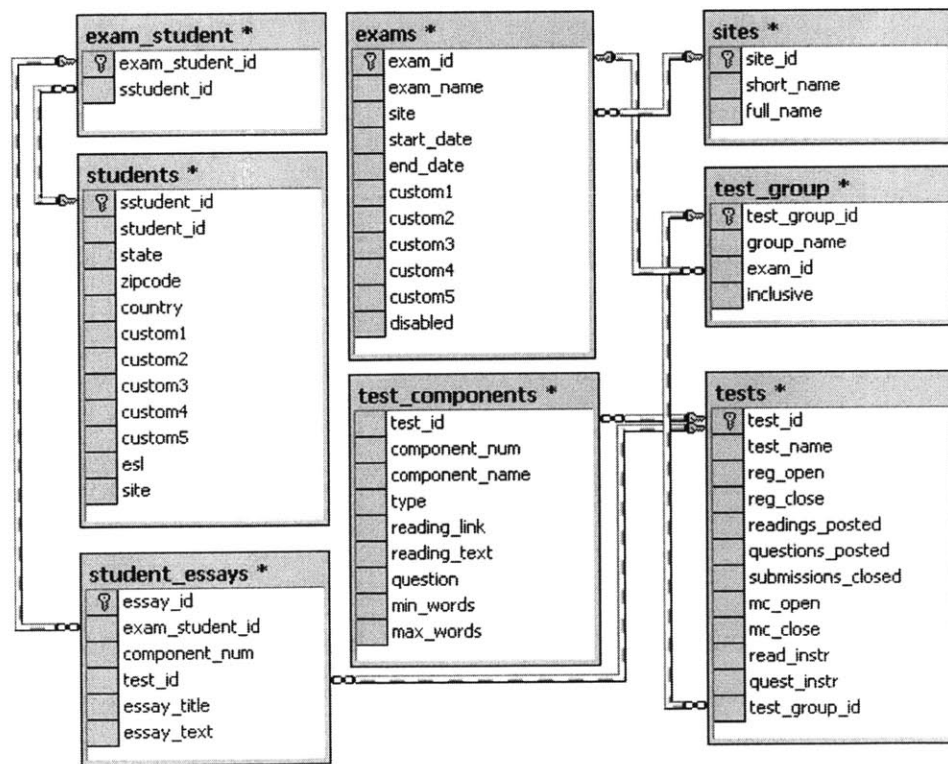 exam_student *
exam_student_id
sstudent_id
students *
sstudent_id
student_id
state
zipcode
country
custom1
custom2
custom3
custom4
custom5
esl
site
student_essays *
essay_id
exam_student_id
component_num
test_id
essay_title
essay_text
exams *
exam_id
exam_name
site
start_date
end_date
custom1
custom2
custom3
custom4
custom5
disabled
test_components *
test_id
component_num
component_name
type
reading_link
reading_text
question
min_words
max_words
sites *
site_id
short_name
full_name
test_group *
test_group_id
group_name
exam_id
inclusive
tests *
test_id
test_name
reg_open
reg_close
readings_posted
questions_posted
submissions_closed
mc_open
mc_close
read_instr
quest_instr
test_group_id